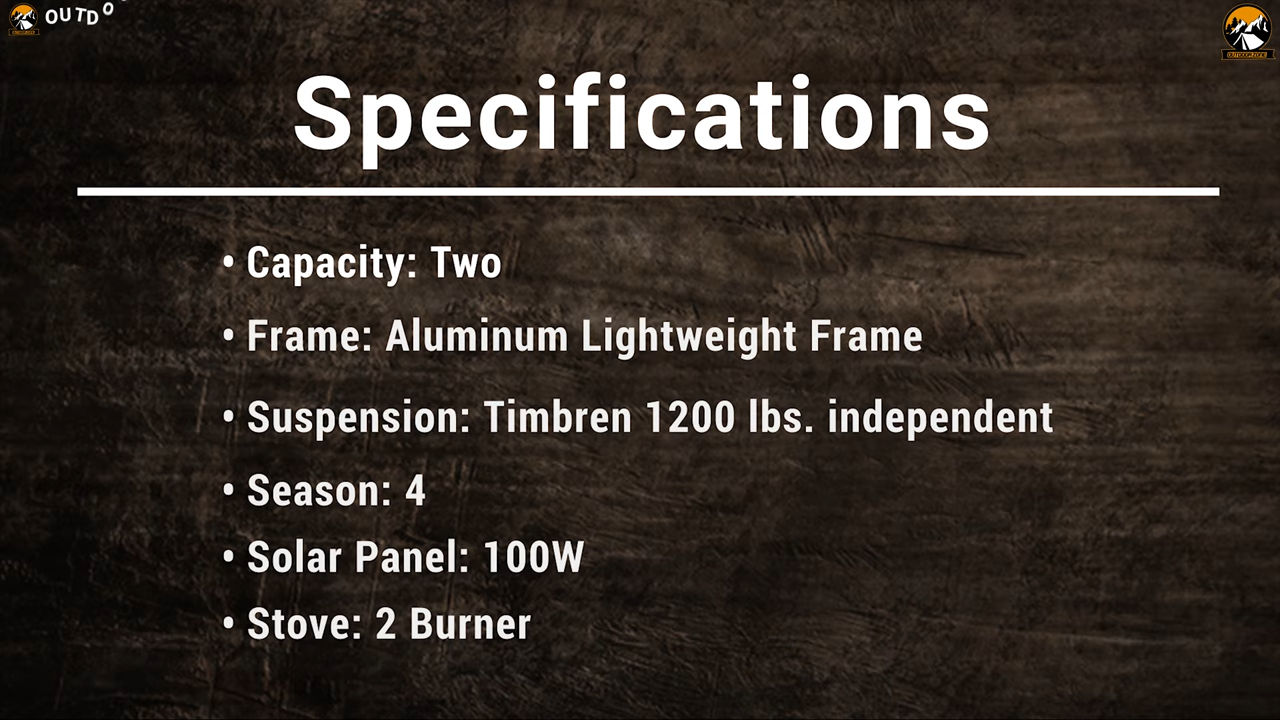 OUTDO
OUTDOORZONE
Specifications
• Capacity: Two
• Frame: Aluminum Lightweight Frame
• Suspension: Timbren 1200 lbs. independent
• Season: 4
• Solar Panel: 100W
• Stove: 2 Burner